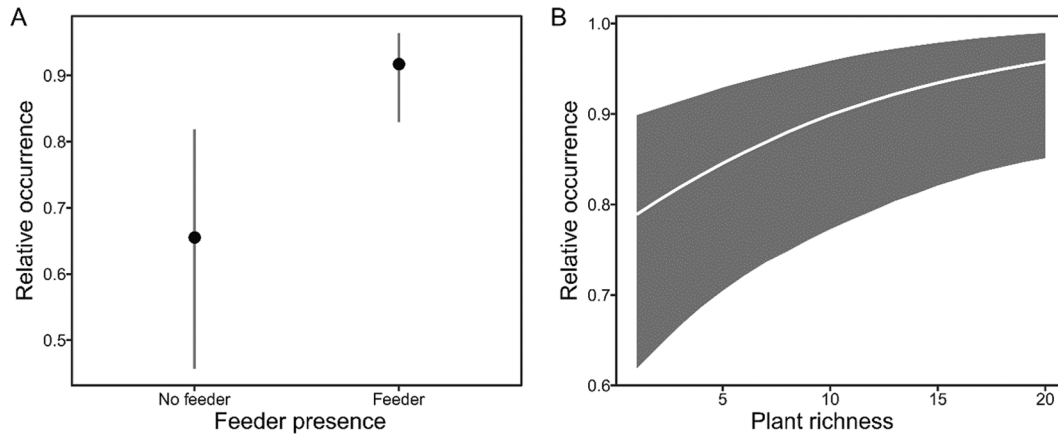 A
Relative occurrence
0.9
0.8
0.7
0.6
0.5
No feeder
Feeder
Feeder presence
B
Relative occurrence
1.0
0.9
0.8
0.7
0.6
5
10
15
20
Plant richness